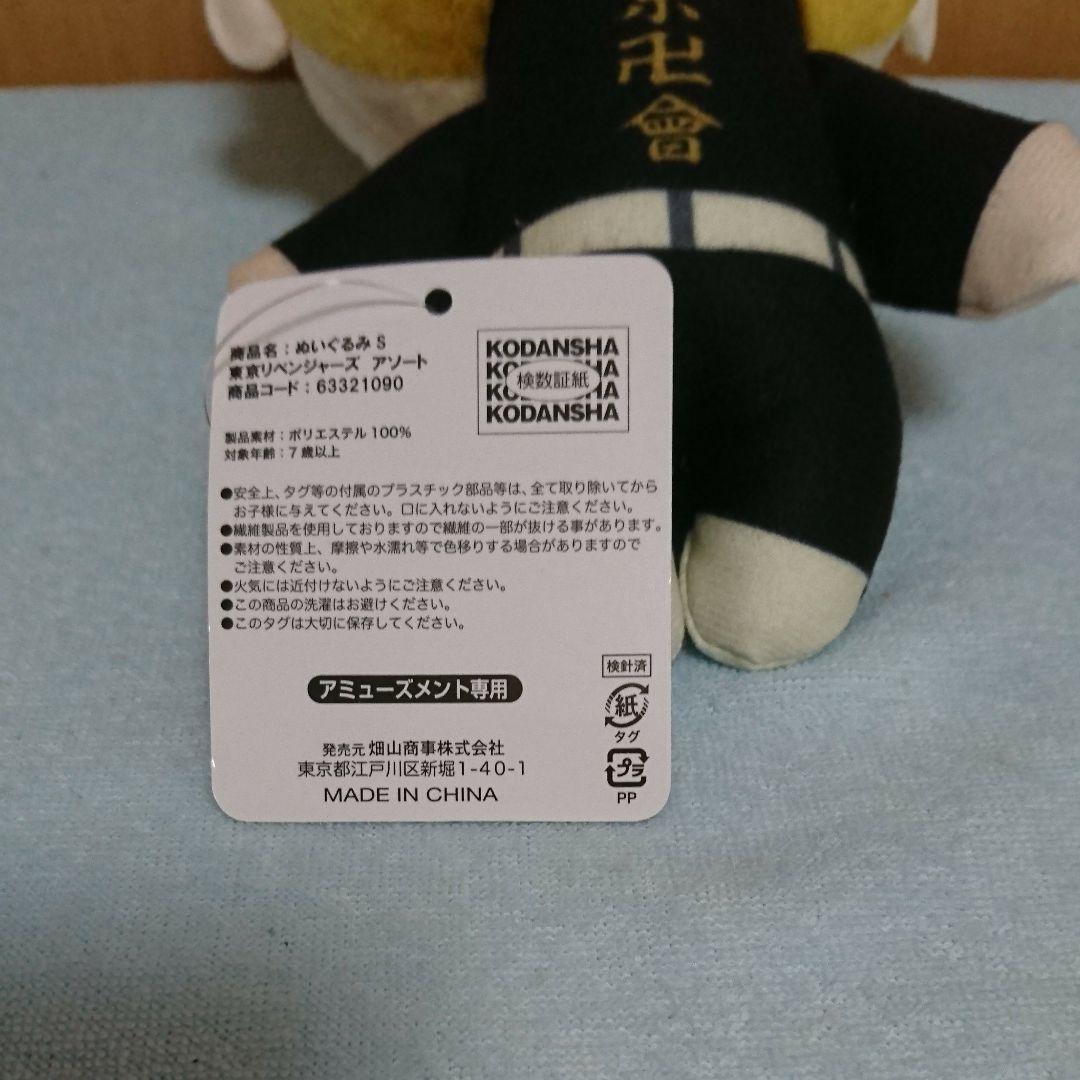 卍
會
商品名：ぬいぐるみ S
東京リベンジャーズ アソート
商品コード：63321090
KODANSHA
検数証紙
KODANSHA
製品素材：ポリエステル 100%
対象年齢：7 歳以上
●安全上、タグ等の付属のプラスチック部品等は、全て取り除いてから
お子様に与えてください。口に入れないようにご注意ください。
●繊維製品を使用しておりますので繊維の一部が抜ける事があります。
●素材の性質上、摩擦や水濡れ等で色移りする場合がありますので
ご注意ください。
●火気には近付けないようにご注意ください。
●この商品の洗濯はお避けください。
●このタグは大切に保存してください。
アミューズメント専用
検針済
紙
タグ
プラ
PP
発売元 畑山商事株式会社
東京都江戸川区新堀1-40-1
MADE IN CHINA